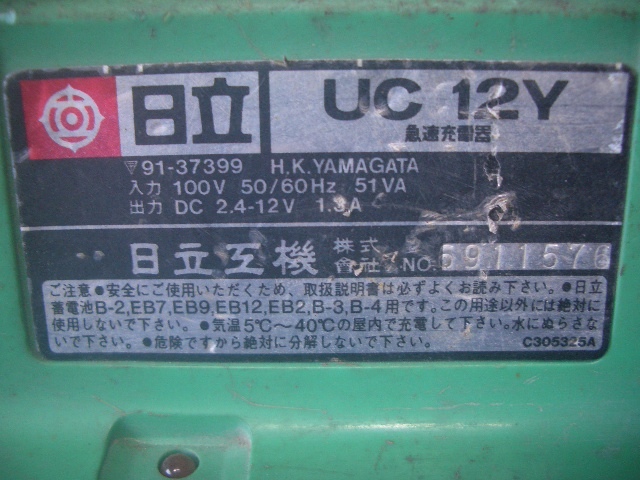 日立 UC 12Y
急速充電器
▽91-37399 H.K.YAMAGATA
入力 100V 50/60Hz 51VA
出力 DC 2.4-12V 1.3A
日立工機 株式會社 NO.5911576
ご注意●安全にご使用いただくため、取扱説明書は必ずよくお読み下さい。●日立
蓄電池B-2,EB7,EB9,EB12,EB2,B-3,B-4用です。この用途以外には絶対に
使用しないで下さい。●気温5℃〜40℃の屋内で充電して下さい。水にぬらさな
いで下さい。●危険ですから絶対に分解しないで下さい。
C305325A